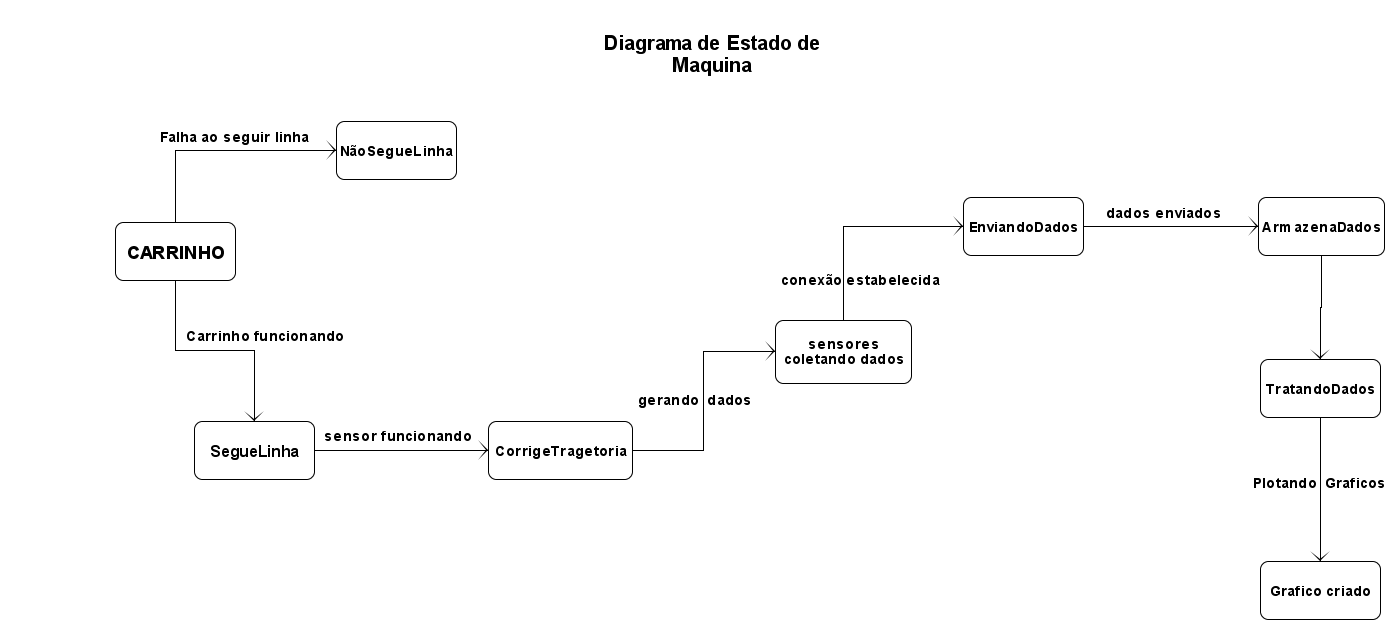 Diagrama de Estado de
Maquina
Falha ao seguir linha
NãoSegueLinha
CARRINHO
Carrinho funcionando
SegueLinha
sensor funcionando
CorrigeTragetoria
gerando dados
sensores
coletando dados
conexão estabelecida
EnviandoDados
dados enviados
ArmazenaDados
TratandoDados
Plotando Graficos
Grafico criado